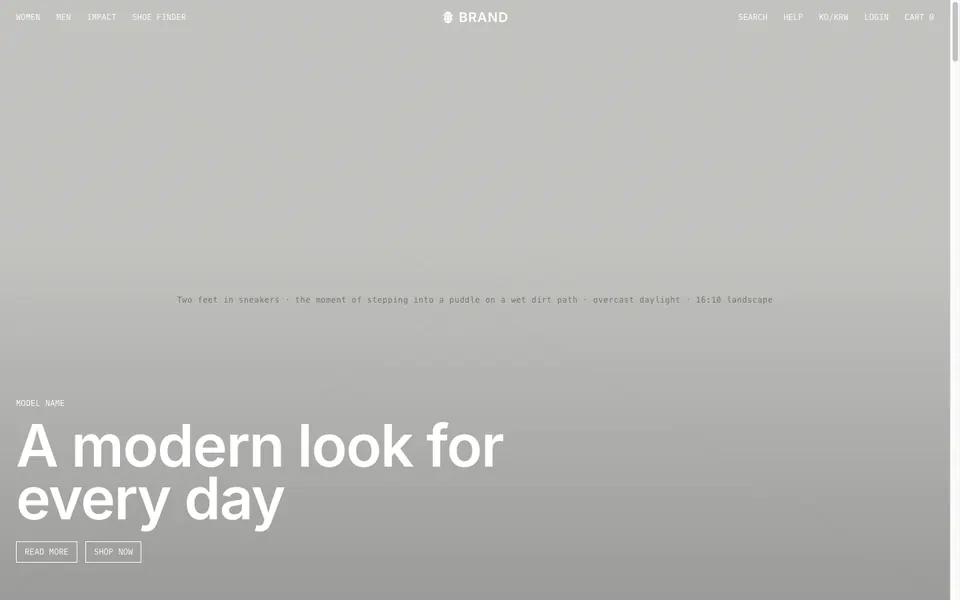 WOMEN MEN IMPACT SHOE FINDER BRAND SEARCH HELP KO/KRW LOGIN CART 0
Two feet in sneakers · the moment of stepping into a puddle on a wet dirt path · overcast daylight · 16:10 landscape
MODEL NAME
A modern look for
every day
READ MORE SHOP NOW